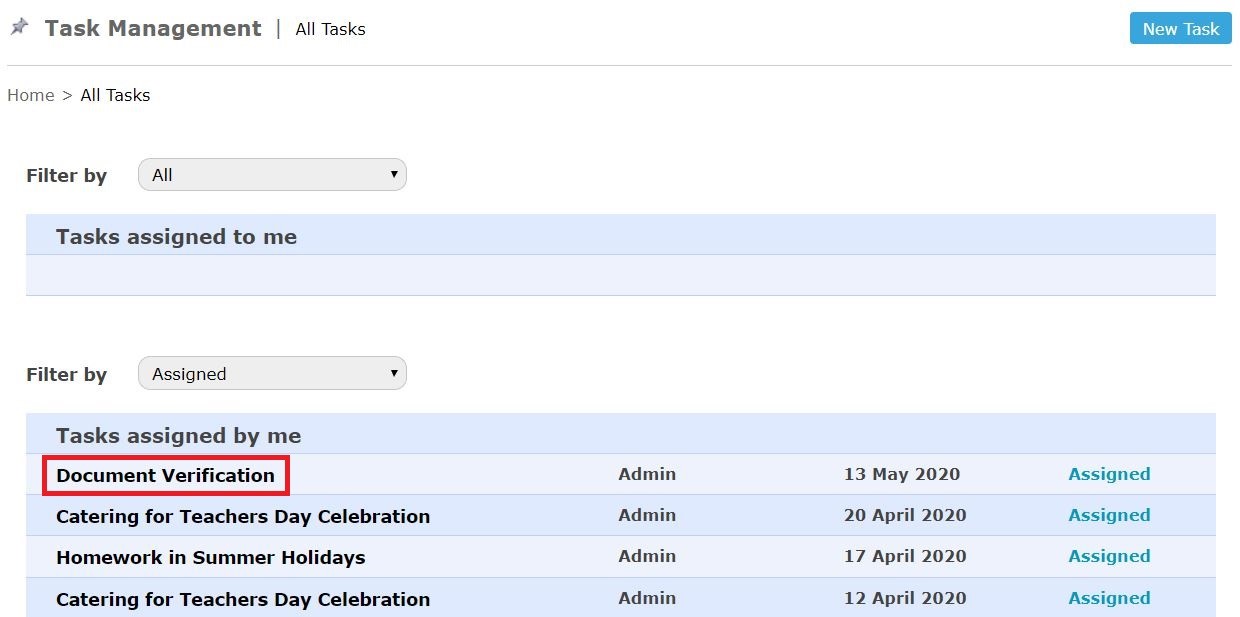 Task Management | All Tasks New Task
Home > All Tasks
Filter by All
Tasks assigned to me
Filter by Assigned
Tasks assigned by me
Document Verification Admin 13 May 2020 Assigned
Catering for Teachers Day Celebration Admin 20 April 2020 Assigned
Homework in Summer Holidays Admin 17 April 2020 Assigned
Catering for Teachers Day Celebration Admin 12 April 2020 Assigned